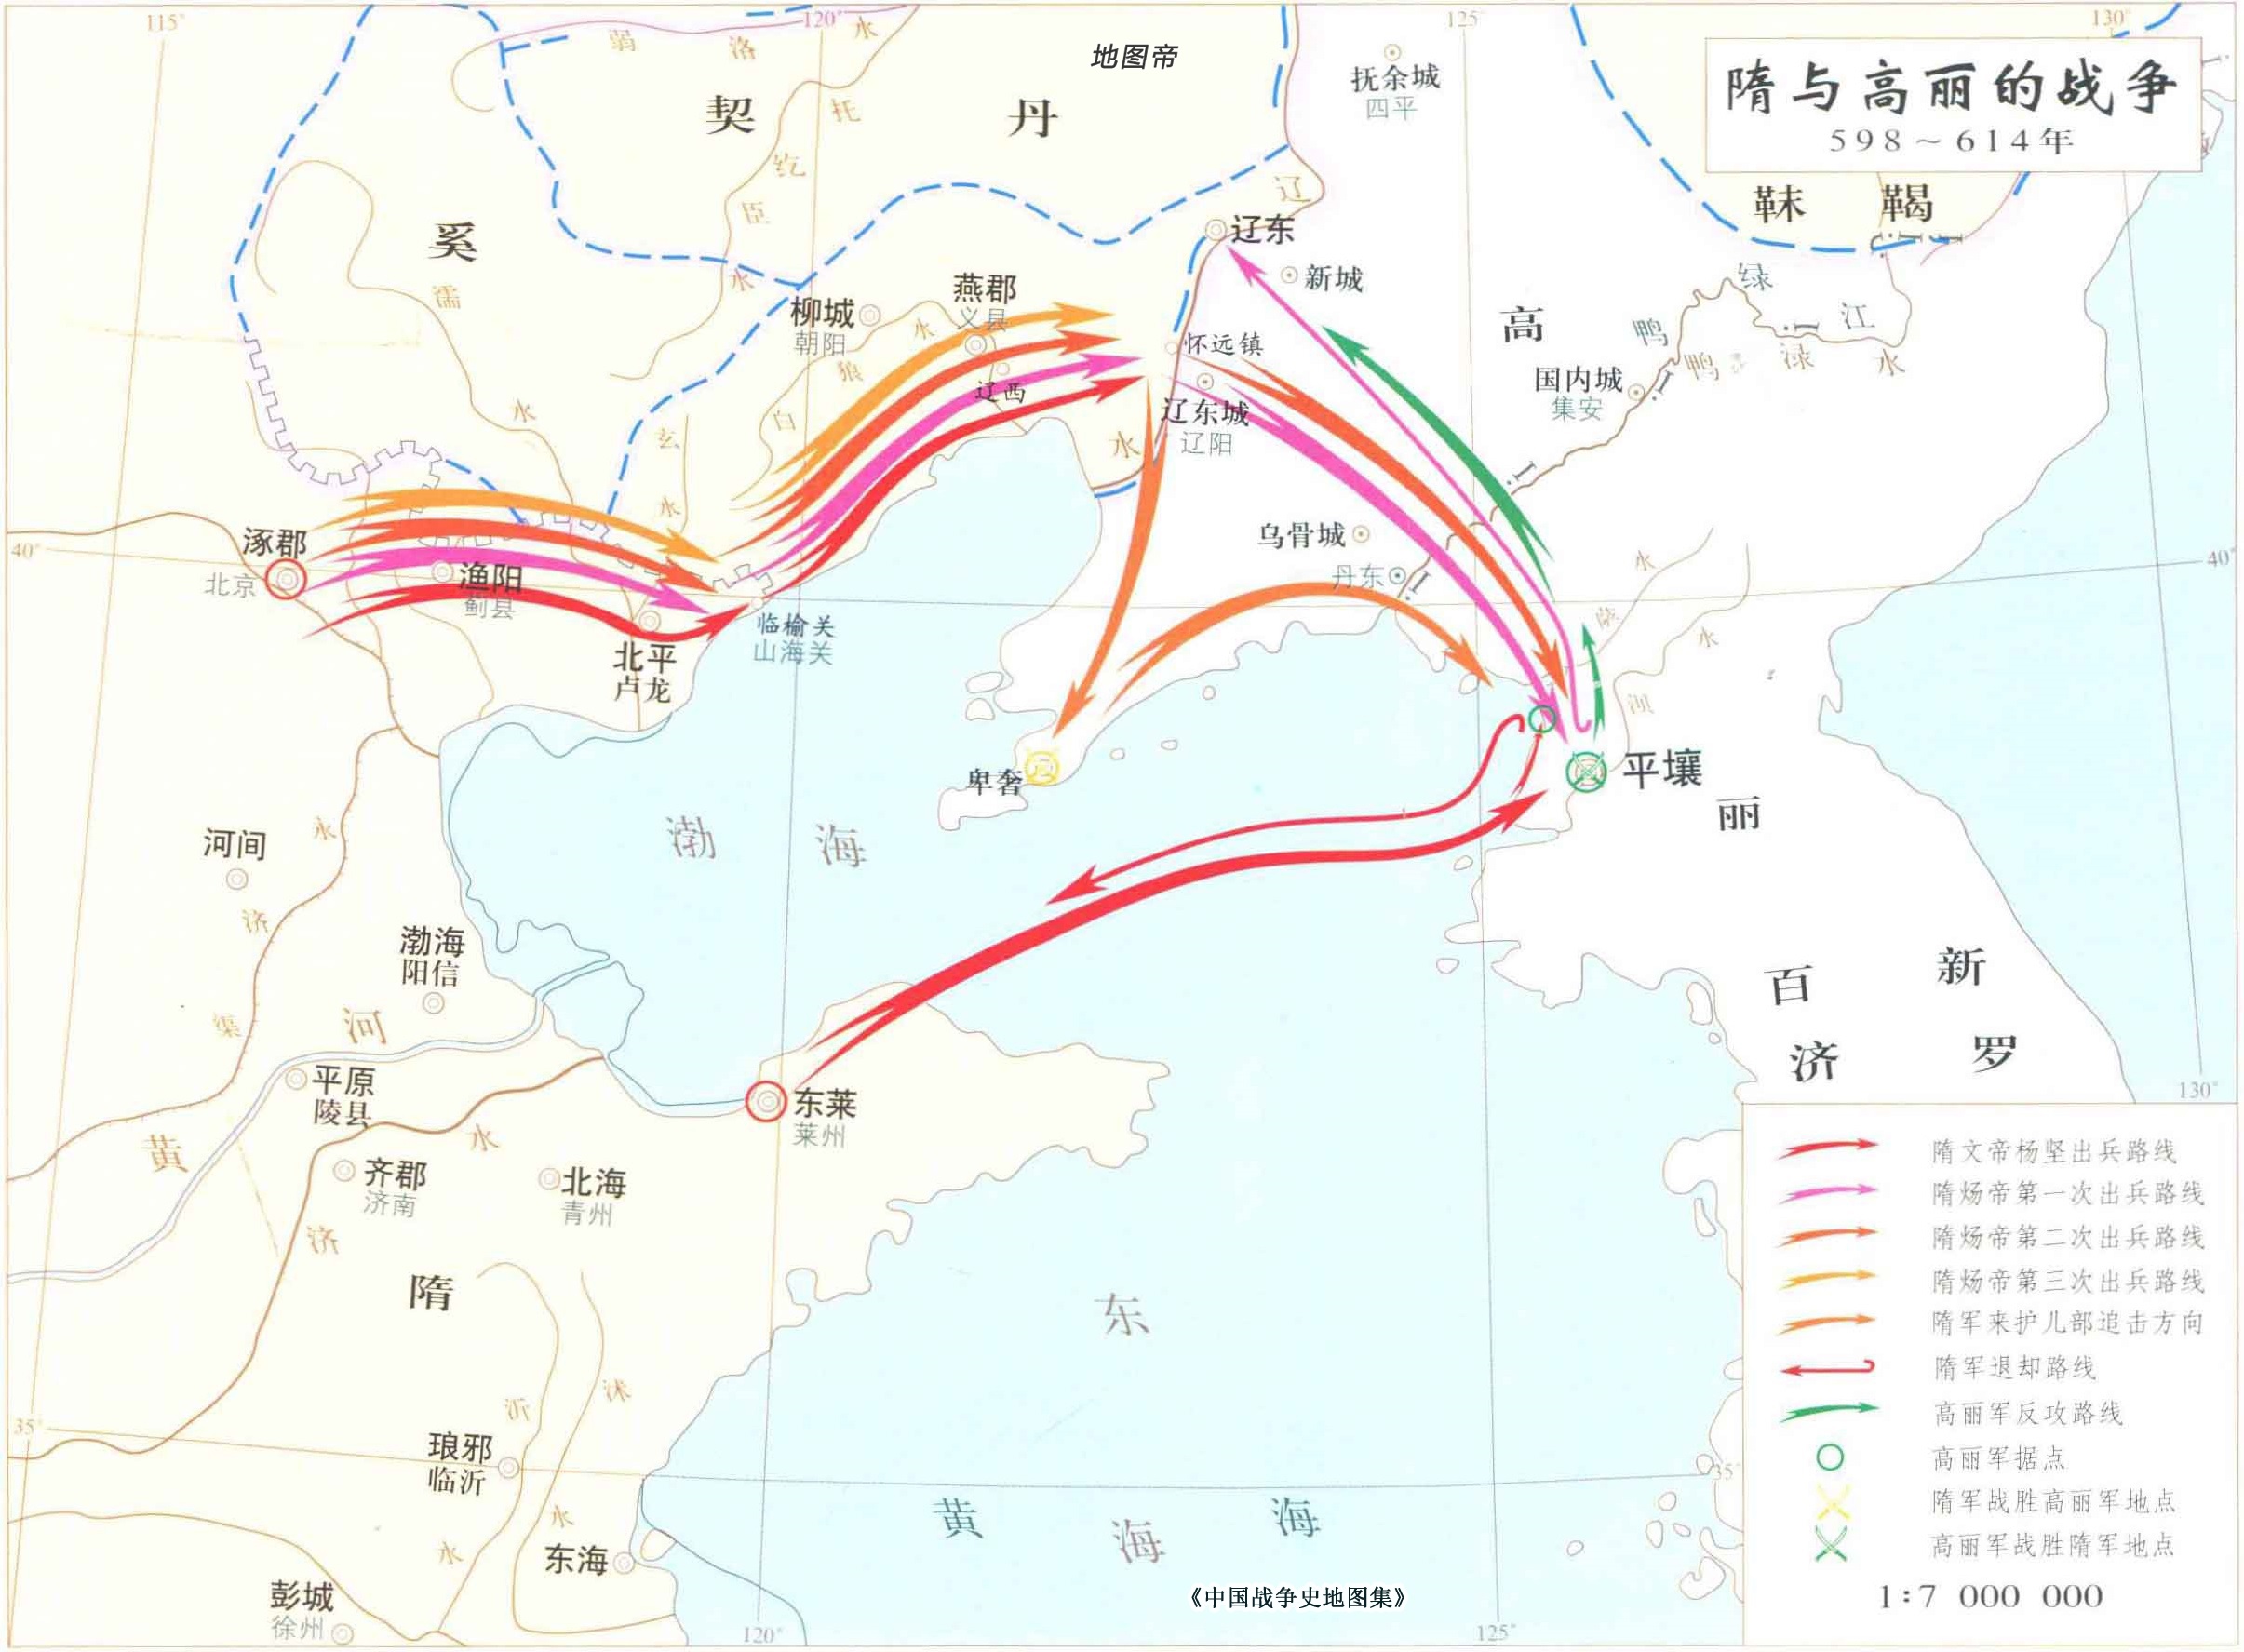 115°
120°
125°
130°
地图帝
隋与高丽的战争
598～614年
弱 洛 水
契 丹
托 纥 臣 水
抚余城
四平
靺 鞨
奚
濡 水
辽
辽东
新城
柳城
朝阳
燕郡
义县
白 狼 水
辽西
怀远镇
辽东城
辽阳
水
高
鸭 绿 江
鸭 渌 水
国内城
集安
玄 水
40°
涿郡
北京
渔阳
蓟县
北平
卢龙
临榆关
山海关
乌骨城
丹东
萨 水
浿 水
40°
卑奢
平壤
丽
渤 海
河间
永 济 渠
渤海
阳信
黄 河
平原
陵县
东莱
莱州
齐郡
济南
济 水
北海
青州
隋
百 济
新 罗
130°
东 海
沂 水
沭
35°
琅邪
临沂
35°
黄 海
东海
彭城
徐州
《中国战争史地图集》
120°
125°
隋文帝杨坚出兵路线
隋炀帝第一次出兵路线
隋炀帝第二次出兵路线
隋炀帝第三次出兵路线
隋军来护儿部追击方向
隋军退却路线
高丽军反攻路线
高丽军据点
隋军战胜高丽军地点
高丽军战胜隋军地点
1:7 000 000